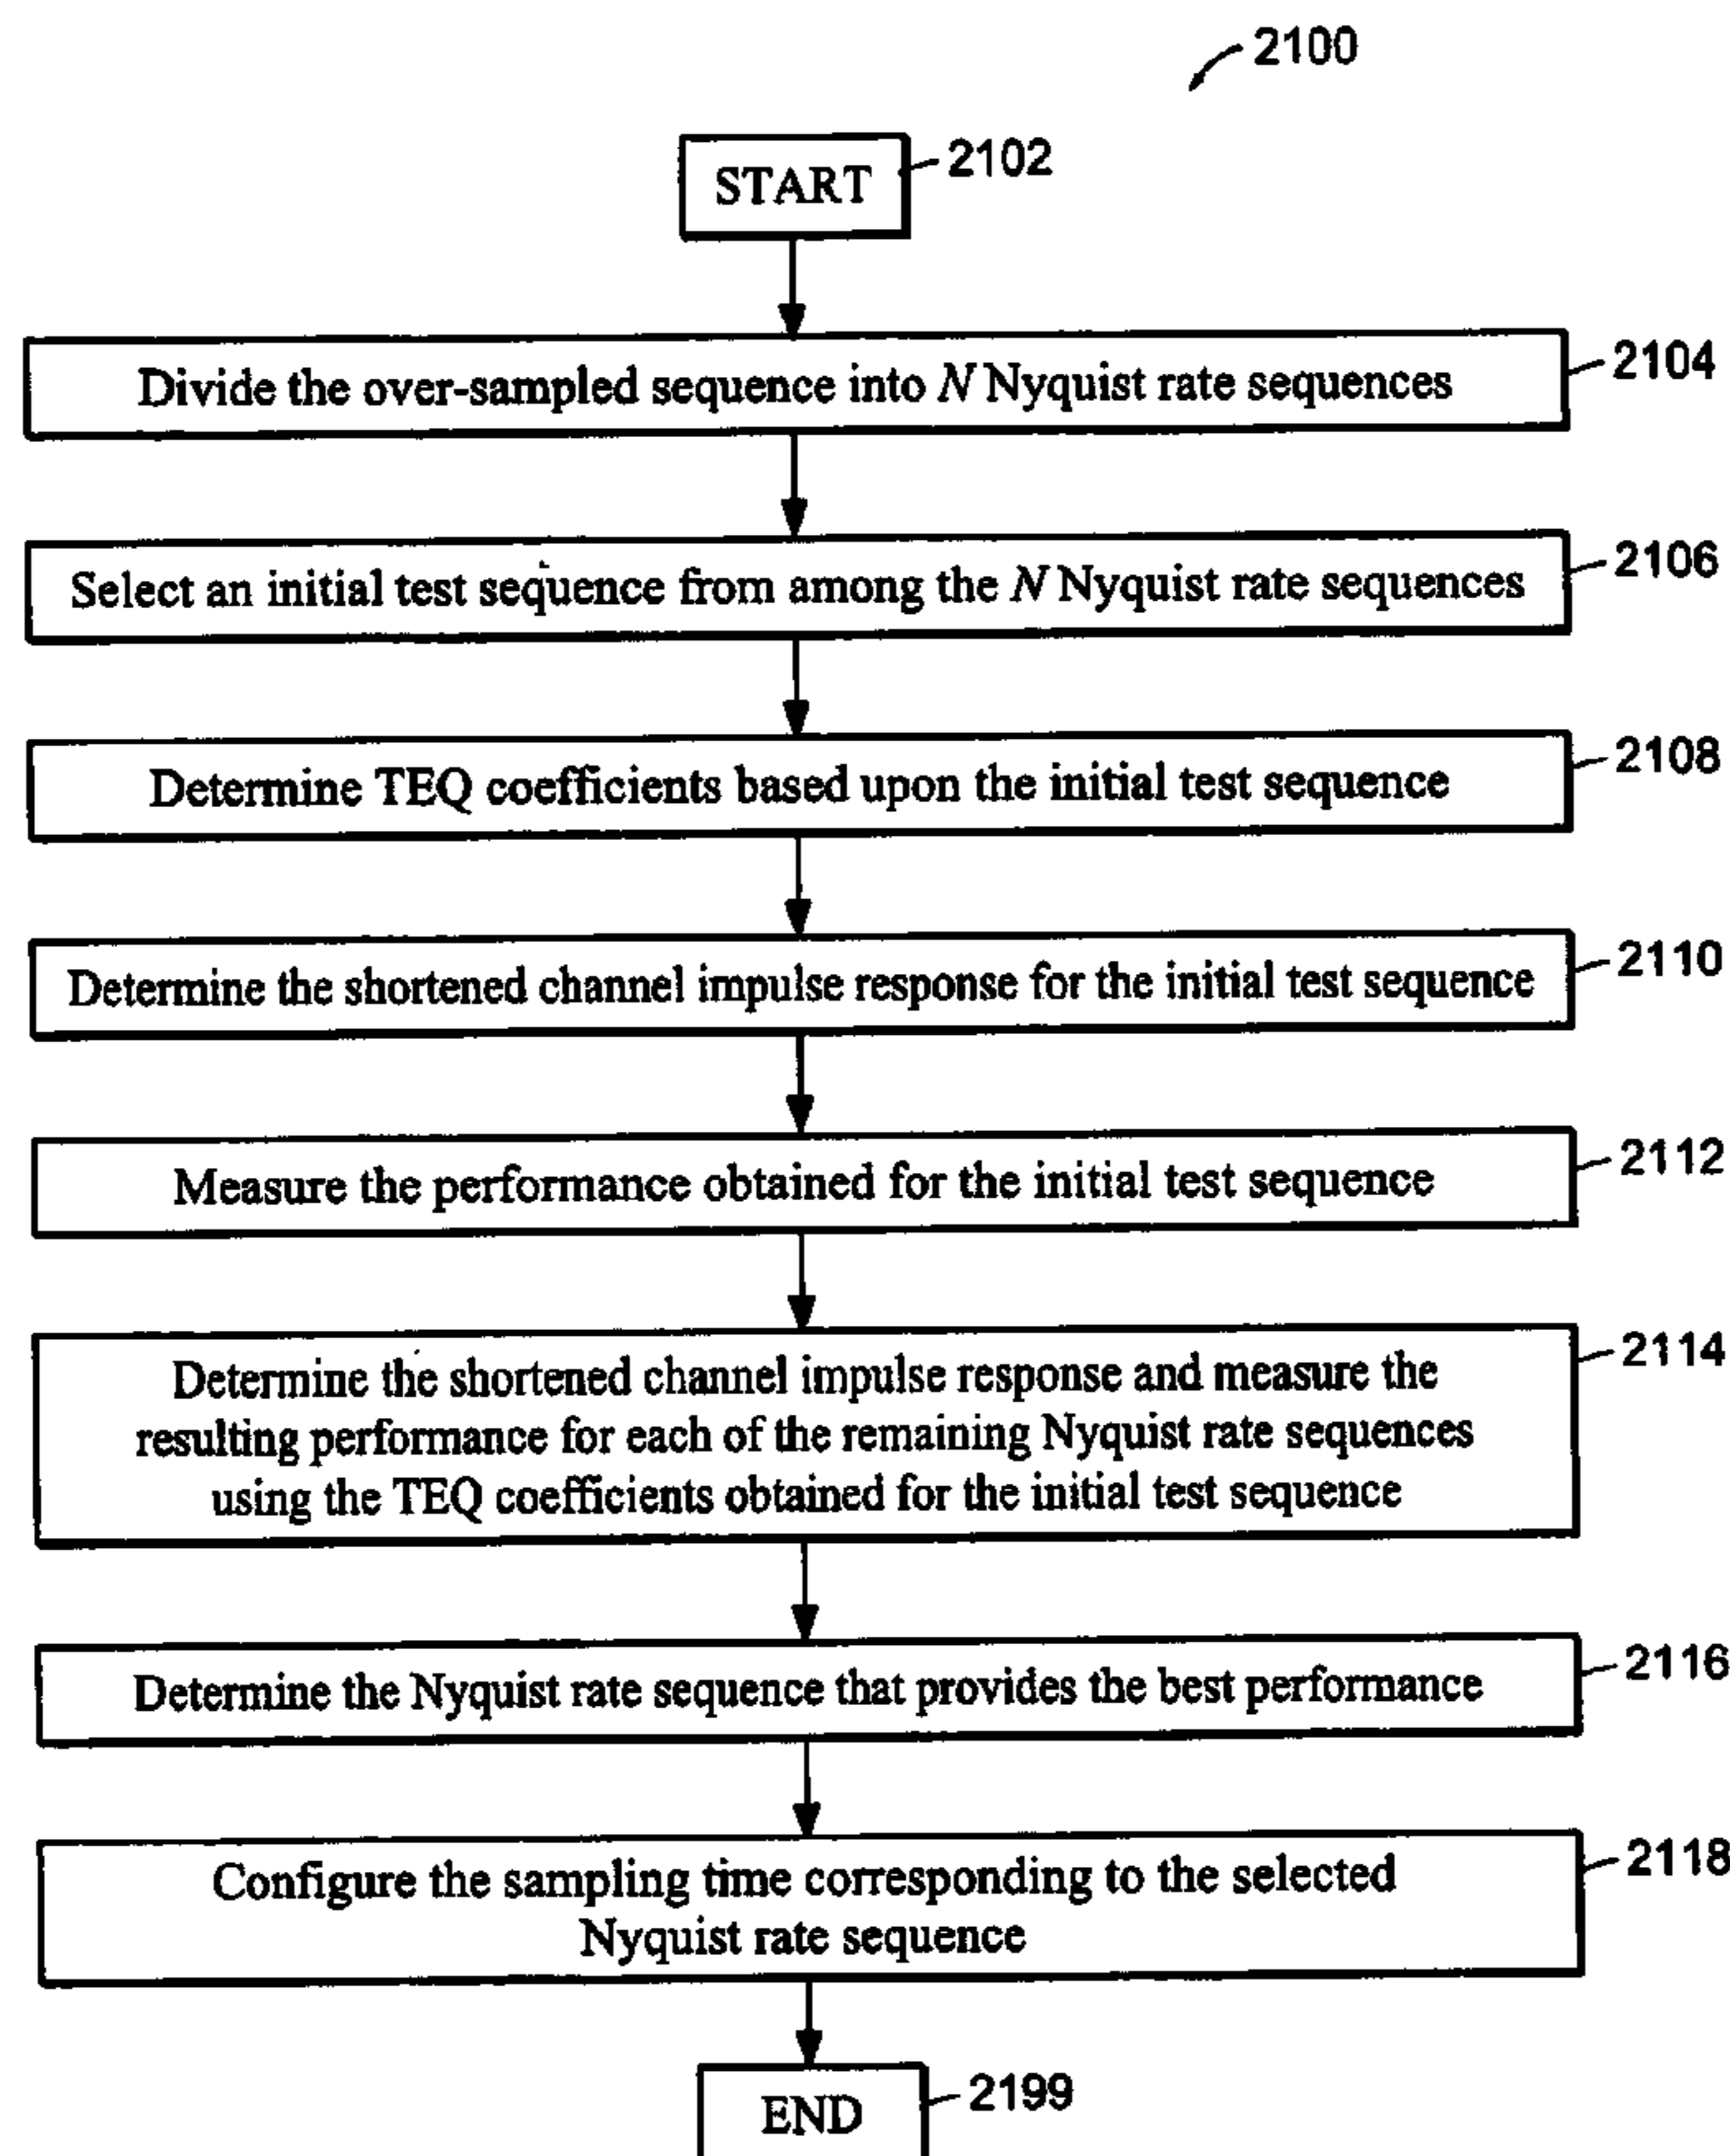 2100
START
2102
Divide the over-sampled sequence into N Nyquist rate sequences
2104
Select an initial test sequence from among the N Nyquist rate sequences
2106
Determine TEQ coefficients based upon the initial test sequence
2108
Determine the shortened channel impulse response for the initial test sequence
2110
Measure the performance obtained for the initial test sequence
2112
Determine the shortened channel impulse response and measure the
resulting performance for each of the remaining Nyquist rate sequences
using the TEQ coefficients obtained for the initial test sequence
2114
Determine the Nyquist rate sequence that provides the best performance
2116
Configure the sampling time corresponding to the selected
Nyquist rate sequence
2118
END
2199